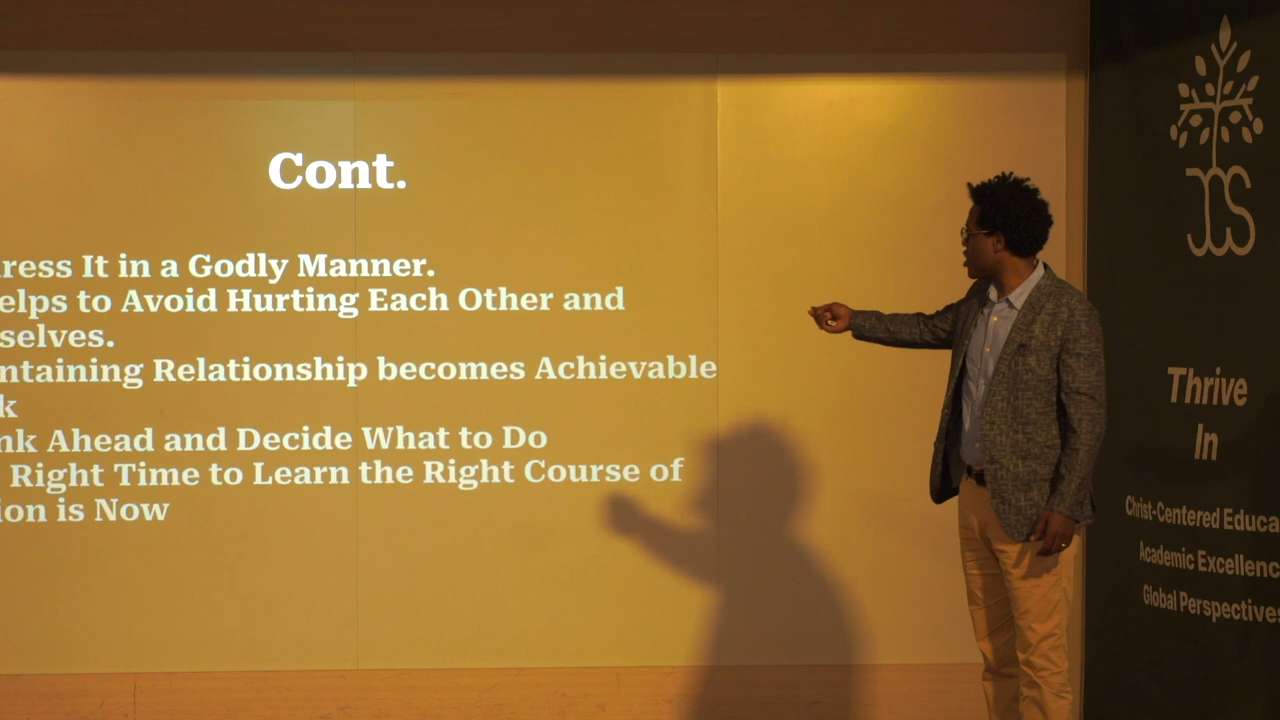 Cont.
ress It in a Godly Manner.
elps to Avoid Hurting Each Other and
selves.
ntaining Relationship becomes Achievable
k
nk Ahead and Decide What to Do
Right Time to Learn the Right Course of
ion is Now
JCS
Thrive
In
Christ-Centered Educa
Academic Excellenc
Global Perspectives